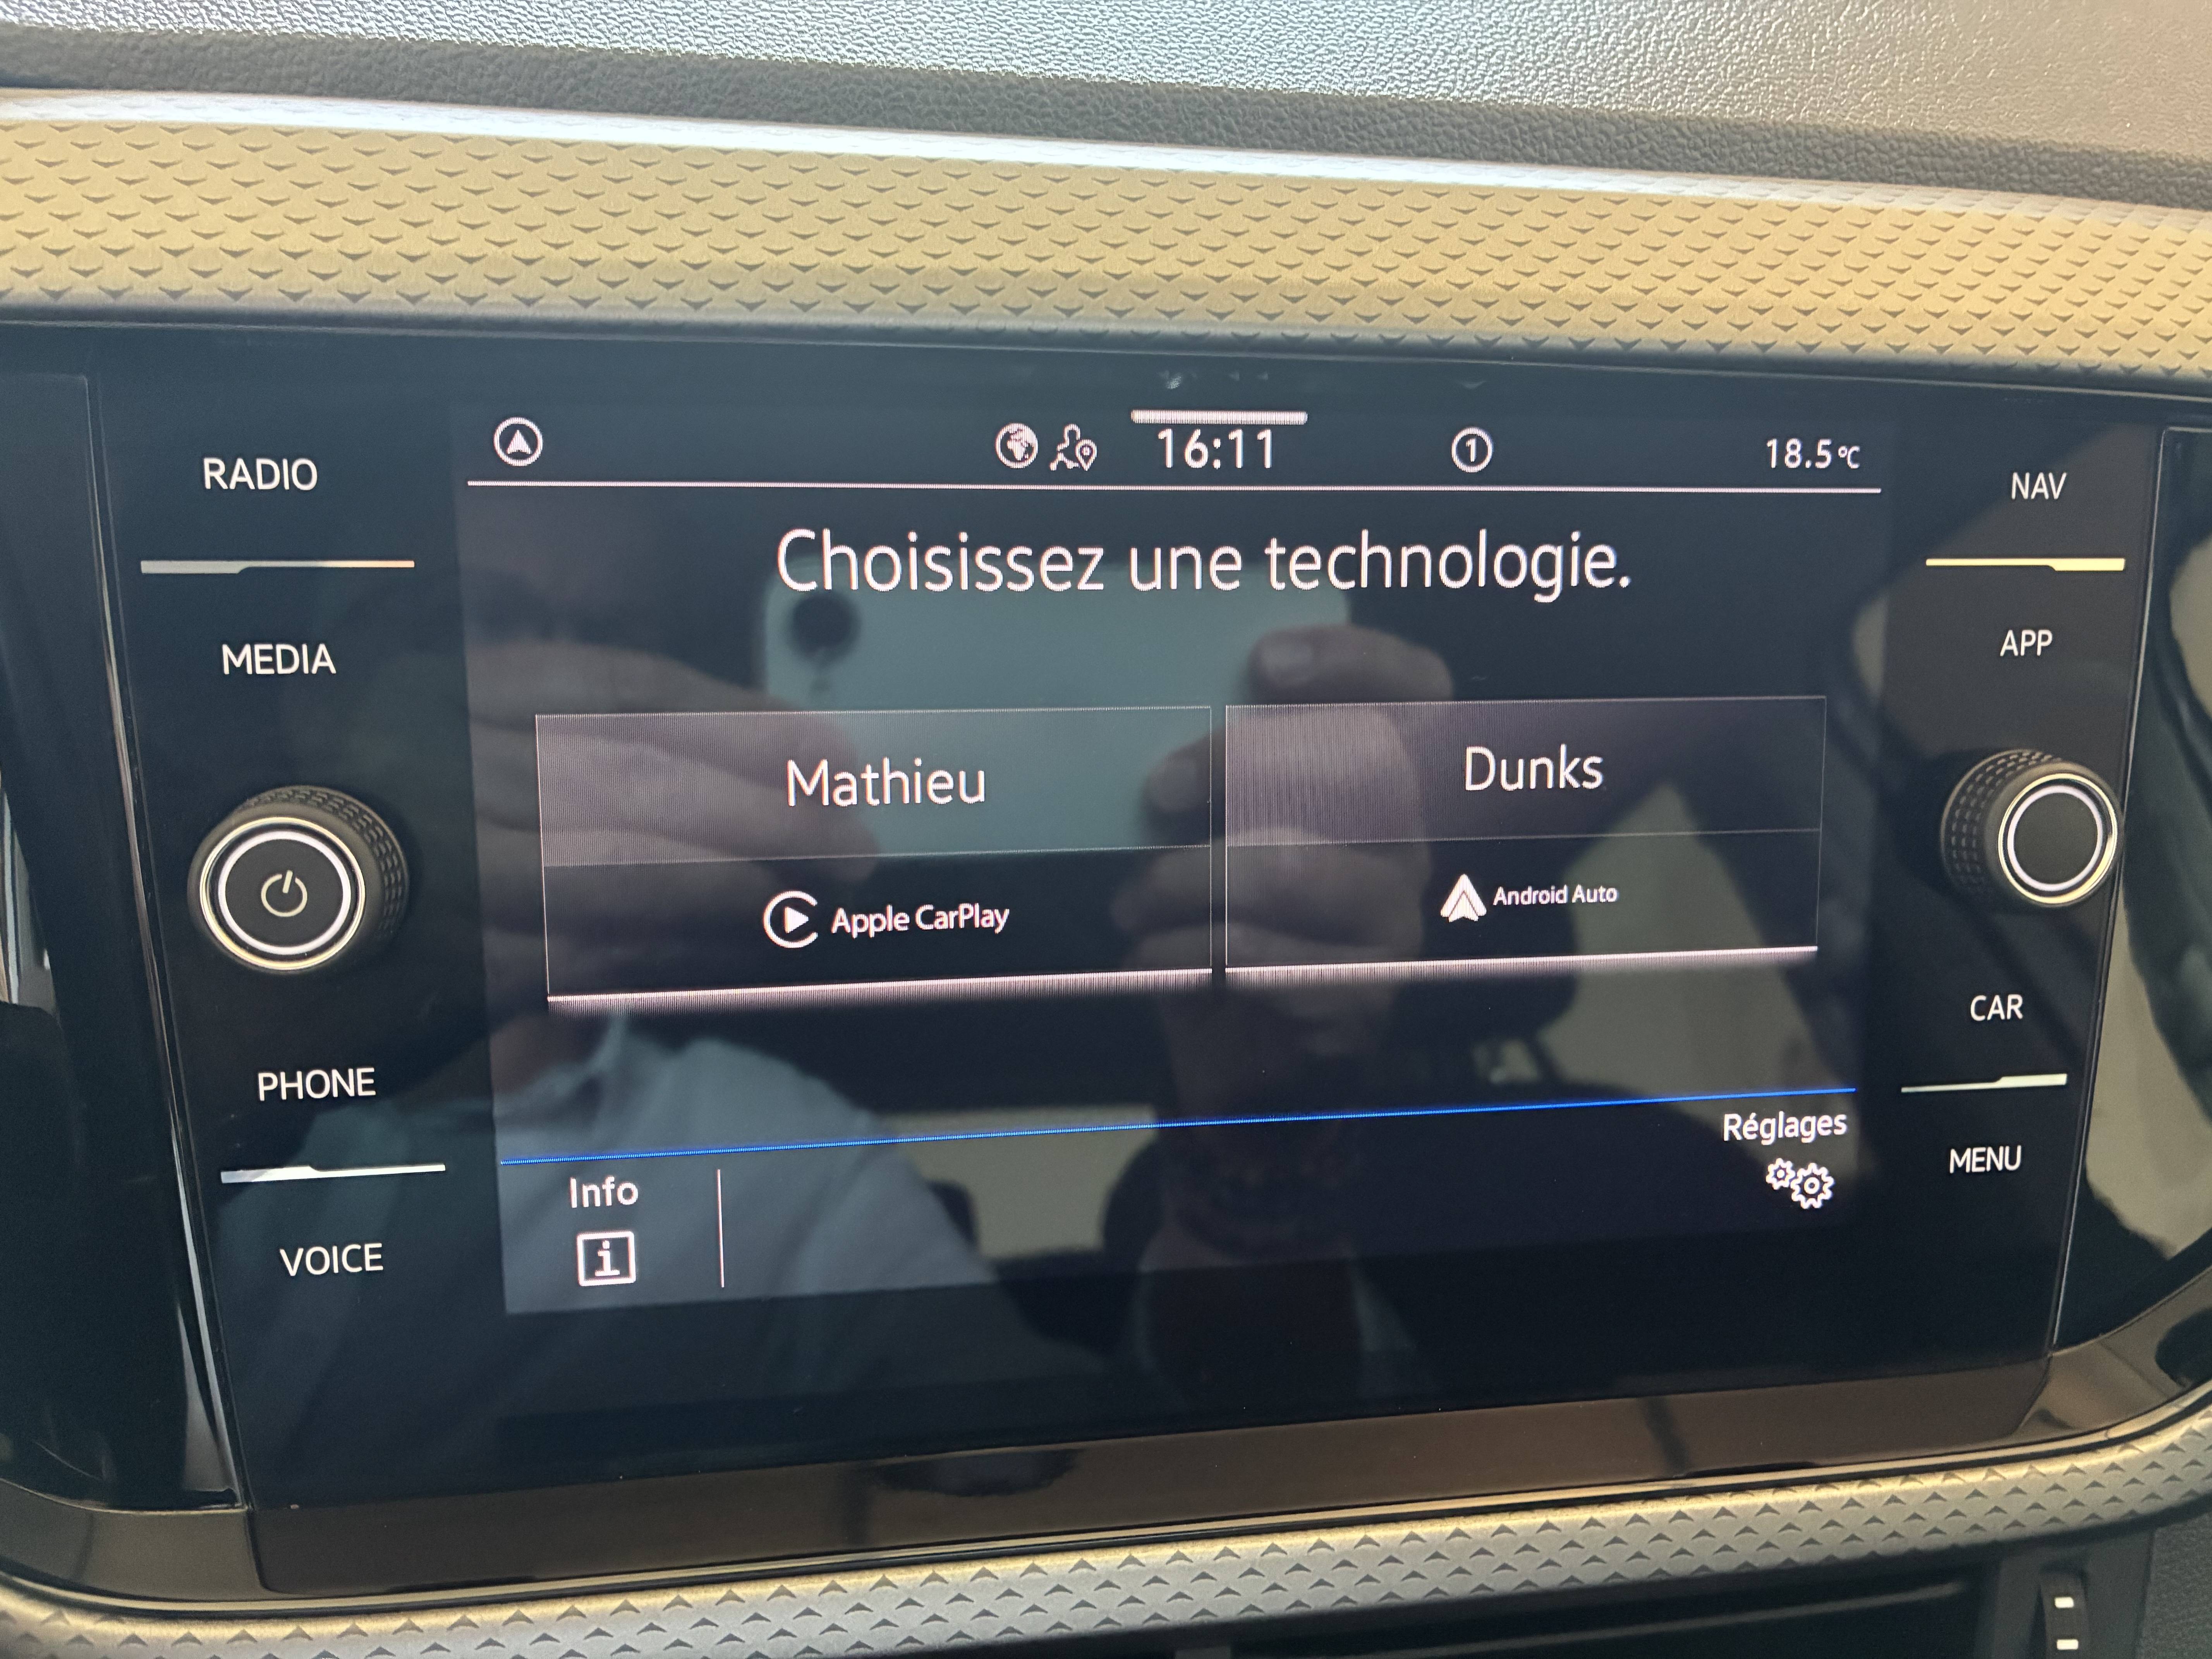 RADIO
MEDIA
PHONE
VOICE
16:11
1
18.5°C
Choisissez une technologie.
Mathieu
Apple CarPlay
Dunks
Android Auto
Info
i
Réglages
NAV
APP
CAR
MENU